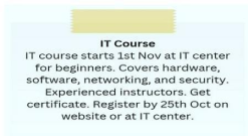 IT Course
IT course starts 1st Nov at IT center
for beginners. Covers hardware,
software, networking, and security.
Experienced instructors. Get
certificate. Register by 25th Oct on
website or at IT center.